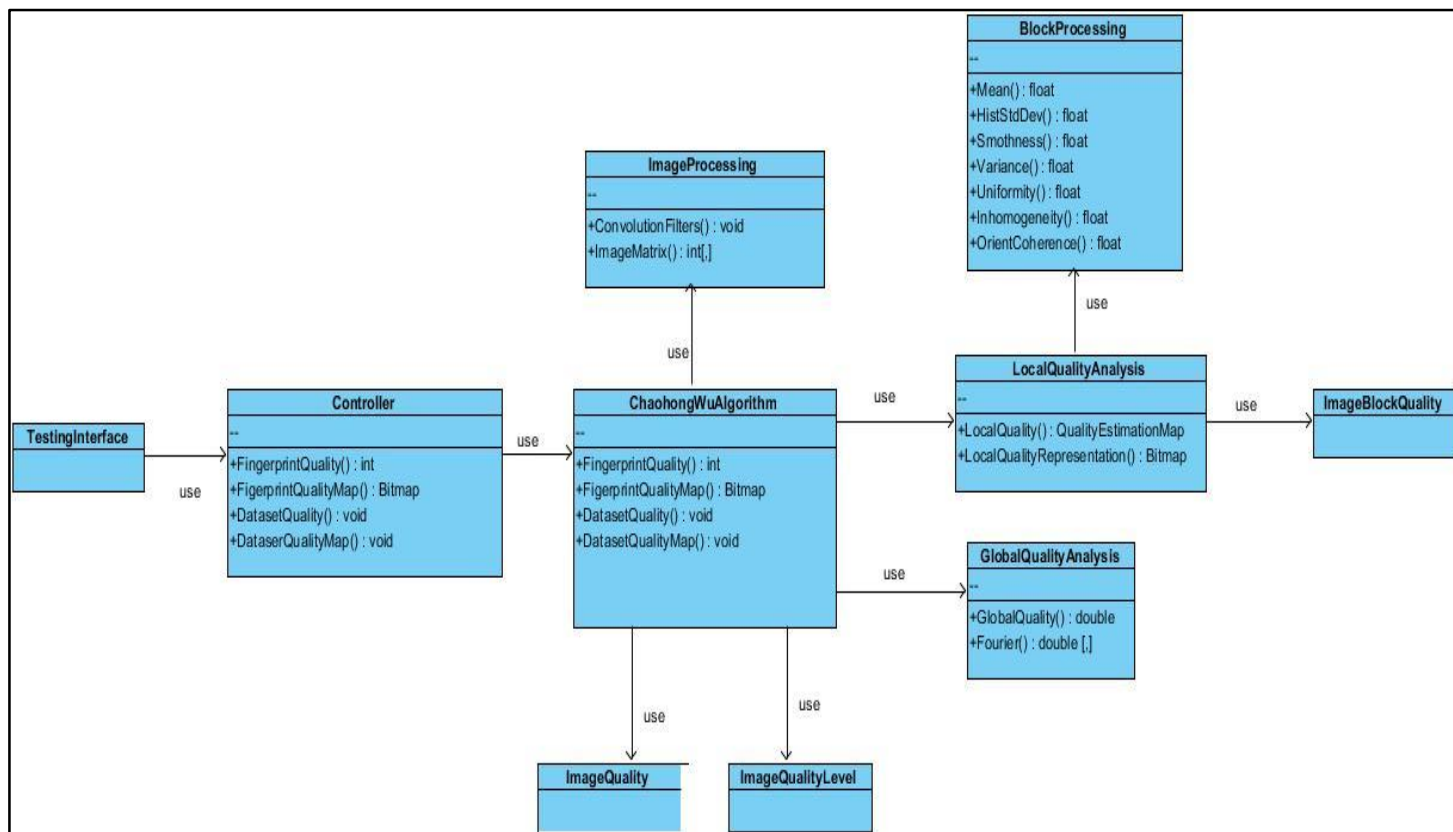 BlockProcessing
--
+Mean() : float
+HistStdDev() : float
+Smothness() : float
+Variance() : float
+Uniformity() : float
+Inhomogeneity() : float
+OrientCoherence() : float
ImageProcessing
--
+ConvolutionFilters() : void
+ImageMatrix() : int[,]
use
use
LocalQualityAnalysis
--
+LocalQuality() : QualityEstimationMap
+LocalQualityRepresentation() : Bitmap
use
ImageBlockQuality
TestingInterface
use
Controller
--
+FingerprintQuality() : int
+FigerprintQualityMap() : Bitmap
+DatasetQuality() : void
+DataserQualityMap() : void
use
ChaohongWuAlgorithm
--
+FingerprintQuality() : int
+FigerprintQualityMap() : Bitmap
+DatasetQuality() : void
+DatasetQualityMap() : void
use
use
GlobalQualityAnalysis
--
+GlobalQuality() : double
+Fourier() : double [,]
use
use
ImageQuality
ImageQualityLevel